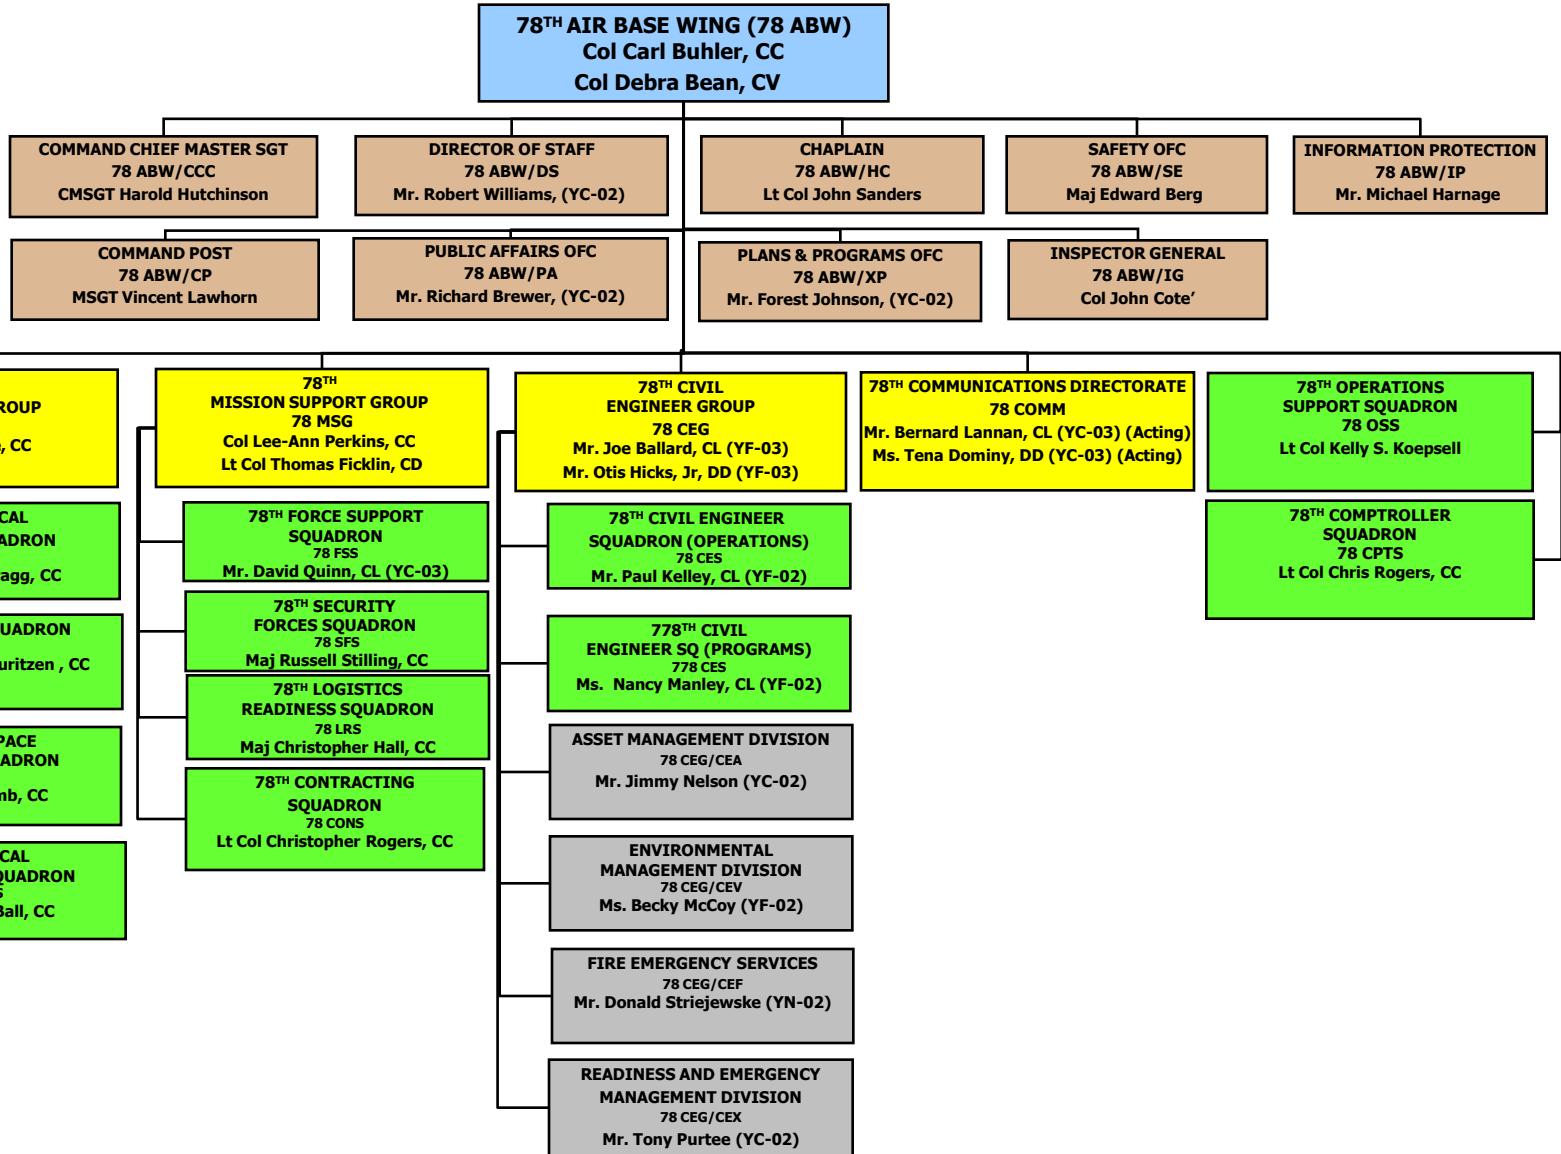 78TH AIR BASE WING (78 ABW)
Col Carl Buhler, CC
Col Debra Bean, CV
COMMAND CHIEF MASTER SGT
78 ABW/CCC
CMSGT Harold Hutchinson
DIRECTOR OF STAFF
78 ABW/DS
Mr. Robert Williams, (YC-02)
CHAPLAIN
78 ABW/HC
Lt Col John Sanders
SAFETY OFC
78 ABW/SE
Maj Edward Berg
INFORMATION PROTECTION
78 ABW/IP
Mr. Michael Harnage
COMMAND POST
78 ABW/CP
MSGT Vincent Lawhorn
PUBLIC AFFAIRS OFC
78 ABW/PA
Mr. Richard Brewer, (YC-02)
PLANS & PROGRAMS OFC
78 ABW/XP
Mr. Forest Johnson, (YC-02)
INSPECTOR GENERAL
78 ABW/IG
Col John Cote’
ROUP
, CC
CAL
ADRON
agg, CC
UADRON
uritzen , CC
PACE
ADRON
mb, CC
CAL
QUADRON
S
Ball, CC
78TH
MISSION SUPPORT GROUP
78 MSG
Col Lee-Ann Perkins, CC
Lt Col Thomas Ficklin, CD
78TH FORCE SUPPORT
SQUADRON
78 FSS
Mr. David Quinn, CL (YC-03)
78TH SECURITY
FORCES SQUADRON
78 SFS
Maj Russell Stilling, CC
78TH LOGISTICS
READINESS SQUADRON
78 LRS
Maj Christopher Hall, CC
78TH CONTRACTING
SQUADRON
78 CONS
Lt Col Christopher Rogers, CC
78TH CIVIL
ENGINEER GROUP
78 CEG
Mr. Joe Ballard, CL (YF-03)
Mr. Otis Hicks, Jr, DD (YF-03)
78TH CIVIL ENGINEER
SQUADRON (OPERATIONS)
78 CES
Mr. Paul Kelley, CL (YF-02)
778TH CIVIL
ENGINEER SQ (PROGRAMS)
778 CES
Ms. Nancy Manley, CL (YF-02)
ASSET MANAGEMENT DIVISION
78 CEG/CEA
Mr. Jimmy Nelson (YC-02)
ENVIRONMENTAL
MANAGEMENT DIVISION
78 CEG/CEV
Ms. Becky McCoy (YF-02)
FIRE EMERGENCY SERVICES
78 CEG/CEF
Mr. Donald Striejewske (YN-02)
READINESS AND EMERGENCY
MANAGEMENT DIVISION
78 CEG/CEX
Mr. Tony Purtee (YC-02)
78TH COMMUNICATIONS DIRECTORATE
78 COMM
Mr. Bernard Lannan, CL (YC-03) (Acting)
Ms. Tena Dominy, DD (YC-03) (Acting)
78TH OPERATIONS
SUPPORT SQUADRON
78 OSS
Lt Col Kelly S. Koepsell
78TH COMPTROLLER
SQUADRON
78 CPTS
Lt Col Chris Rogers, CC